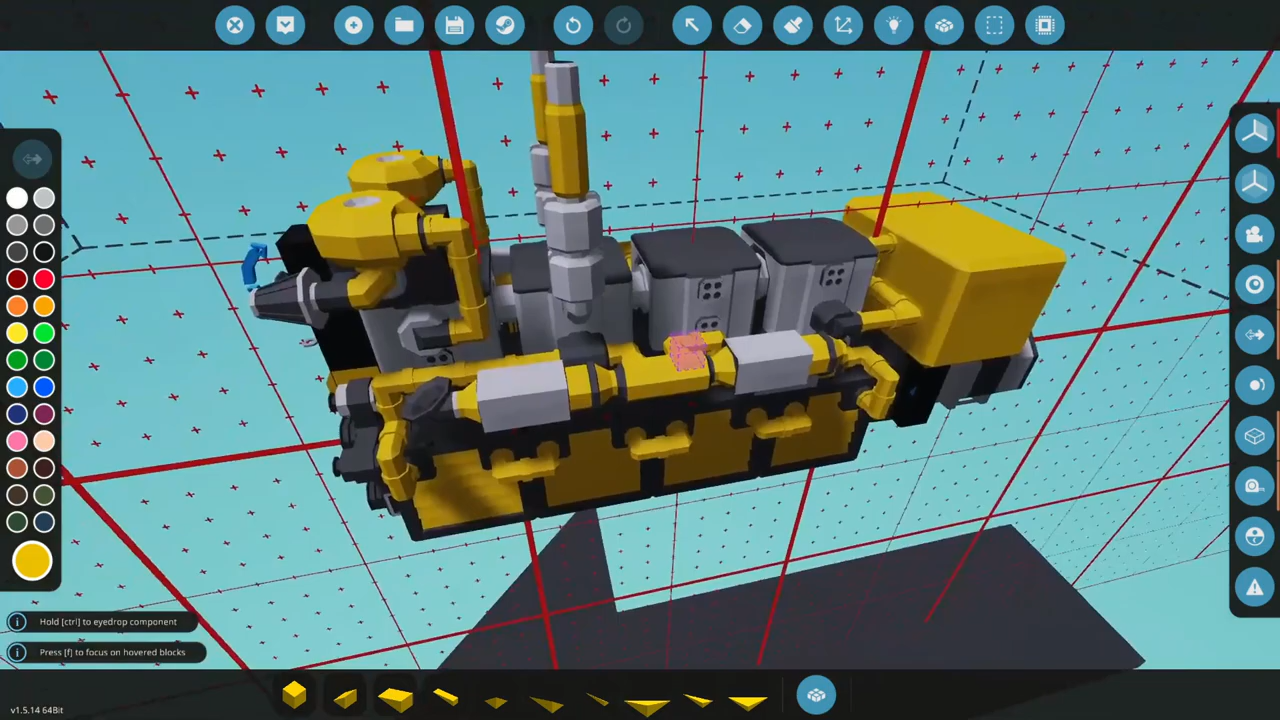 Hold [ctrl] to eyedrop component
Press [f] to focus on hovered blocks
v1.5.14 64Bit